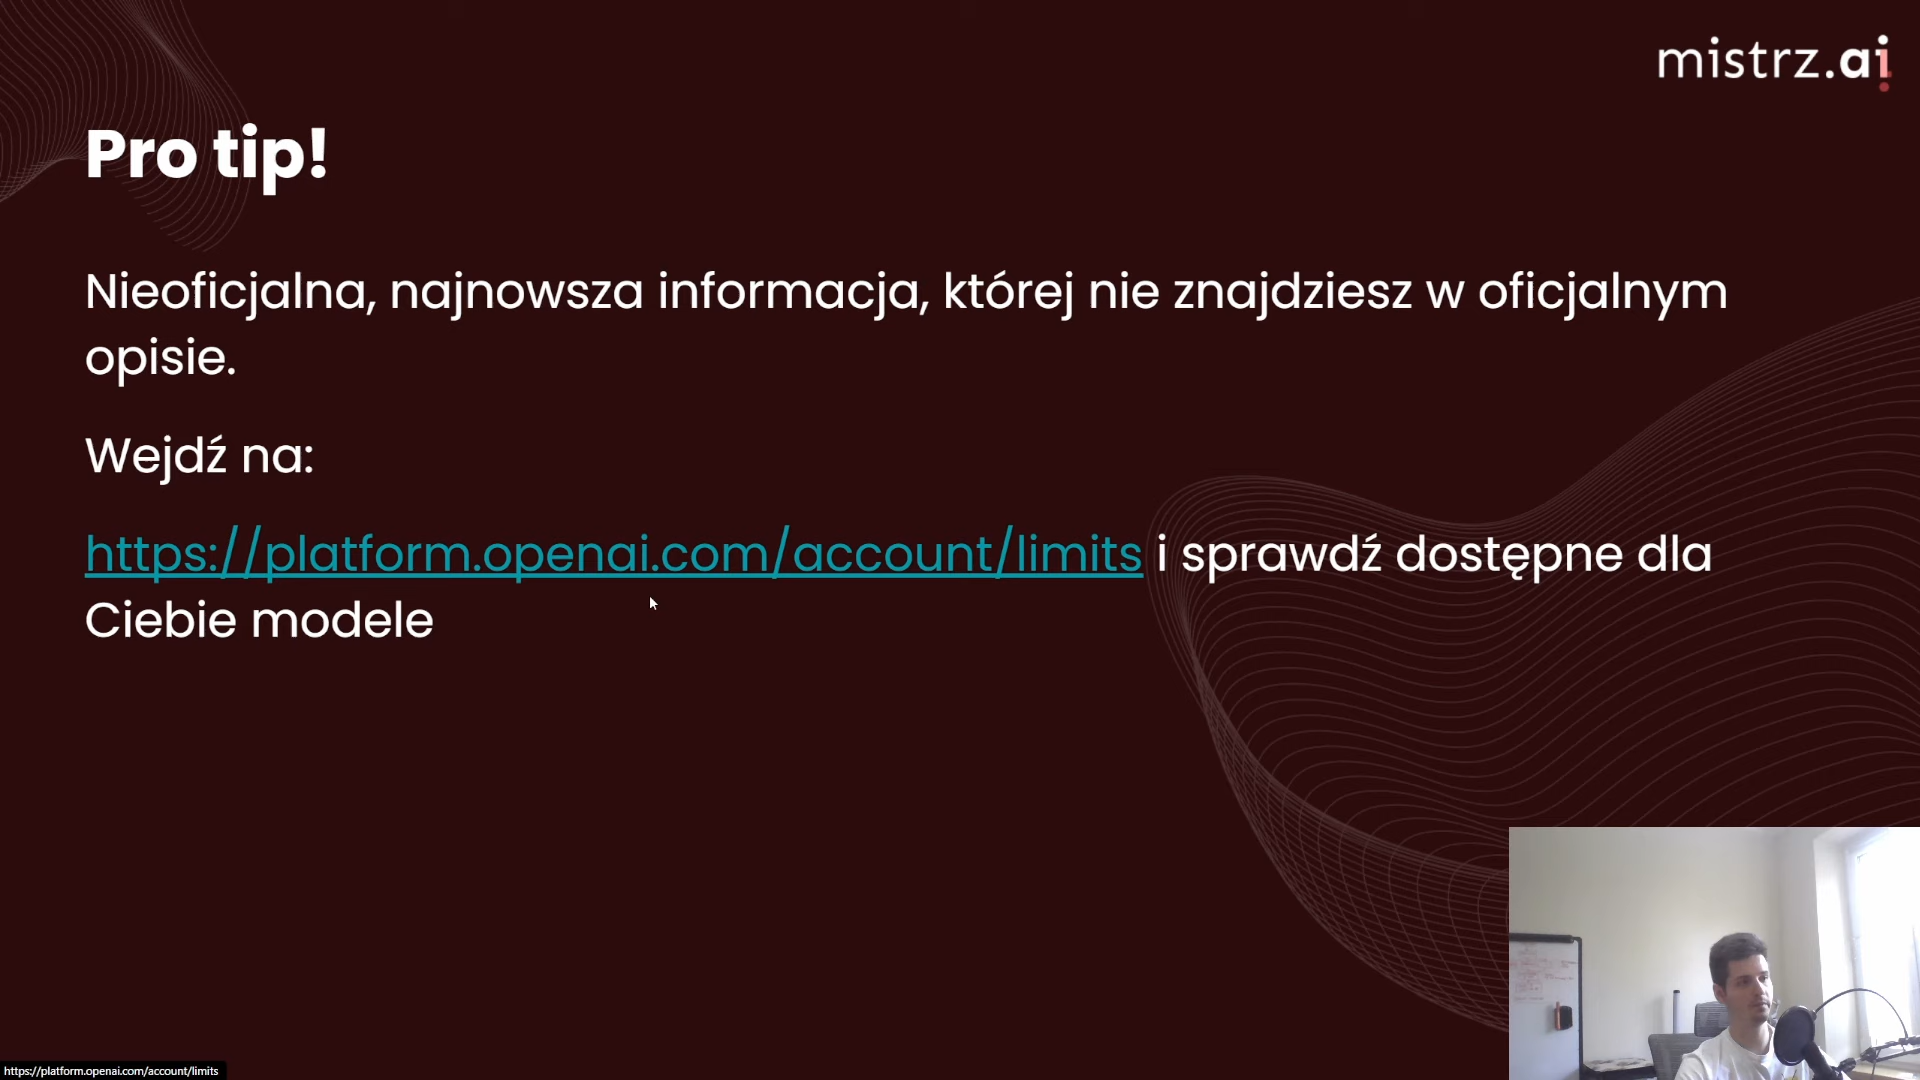 mistrz.ai
Pro tip!
Nieoficjalna, najnowsza informacja, której nie znajdziesz w oficjalnym
opisie.
Wejdź na:
https://platform.openai.com/account/limits i sprawdź dostępne dla
Ciebie modele
https://platform.openai.com/account/limits